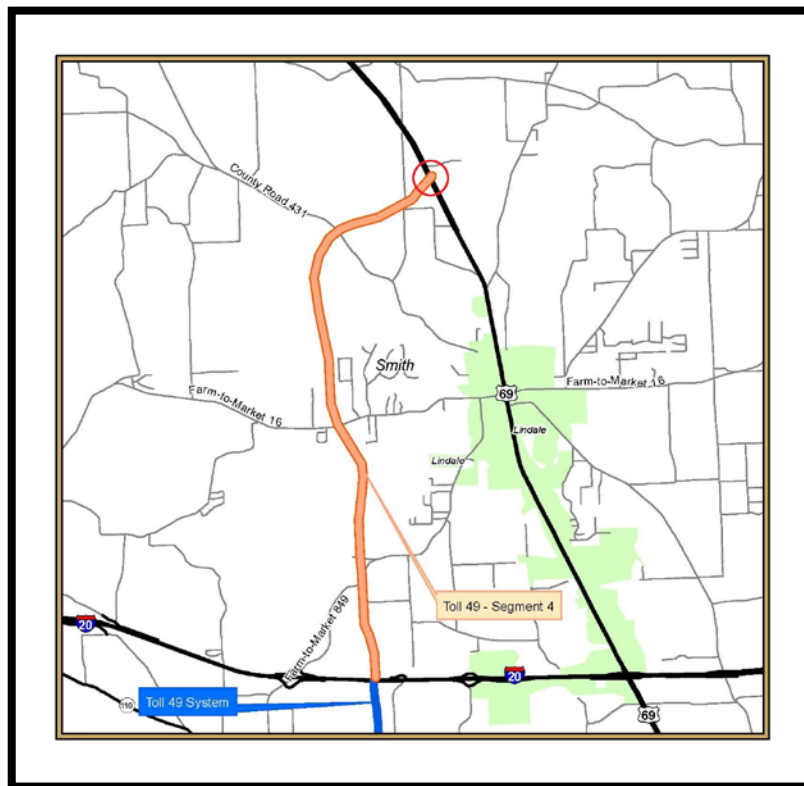 County Road 431
Smith
69
Farm-to-Market 16
Farm-to-Market 16
Lindale
Lindale
Toll 49 - Segment 4
Farm-to-Market 849
20
20
110
Toll 49 System
69